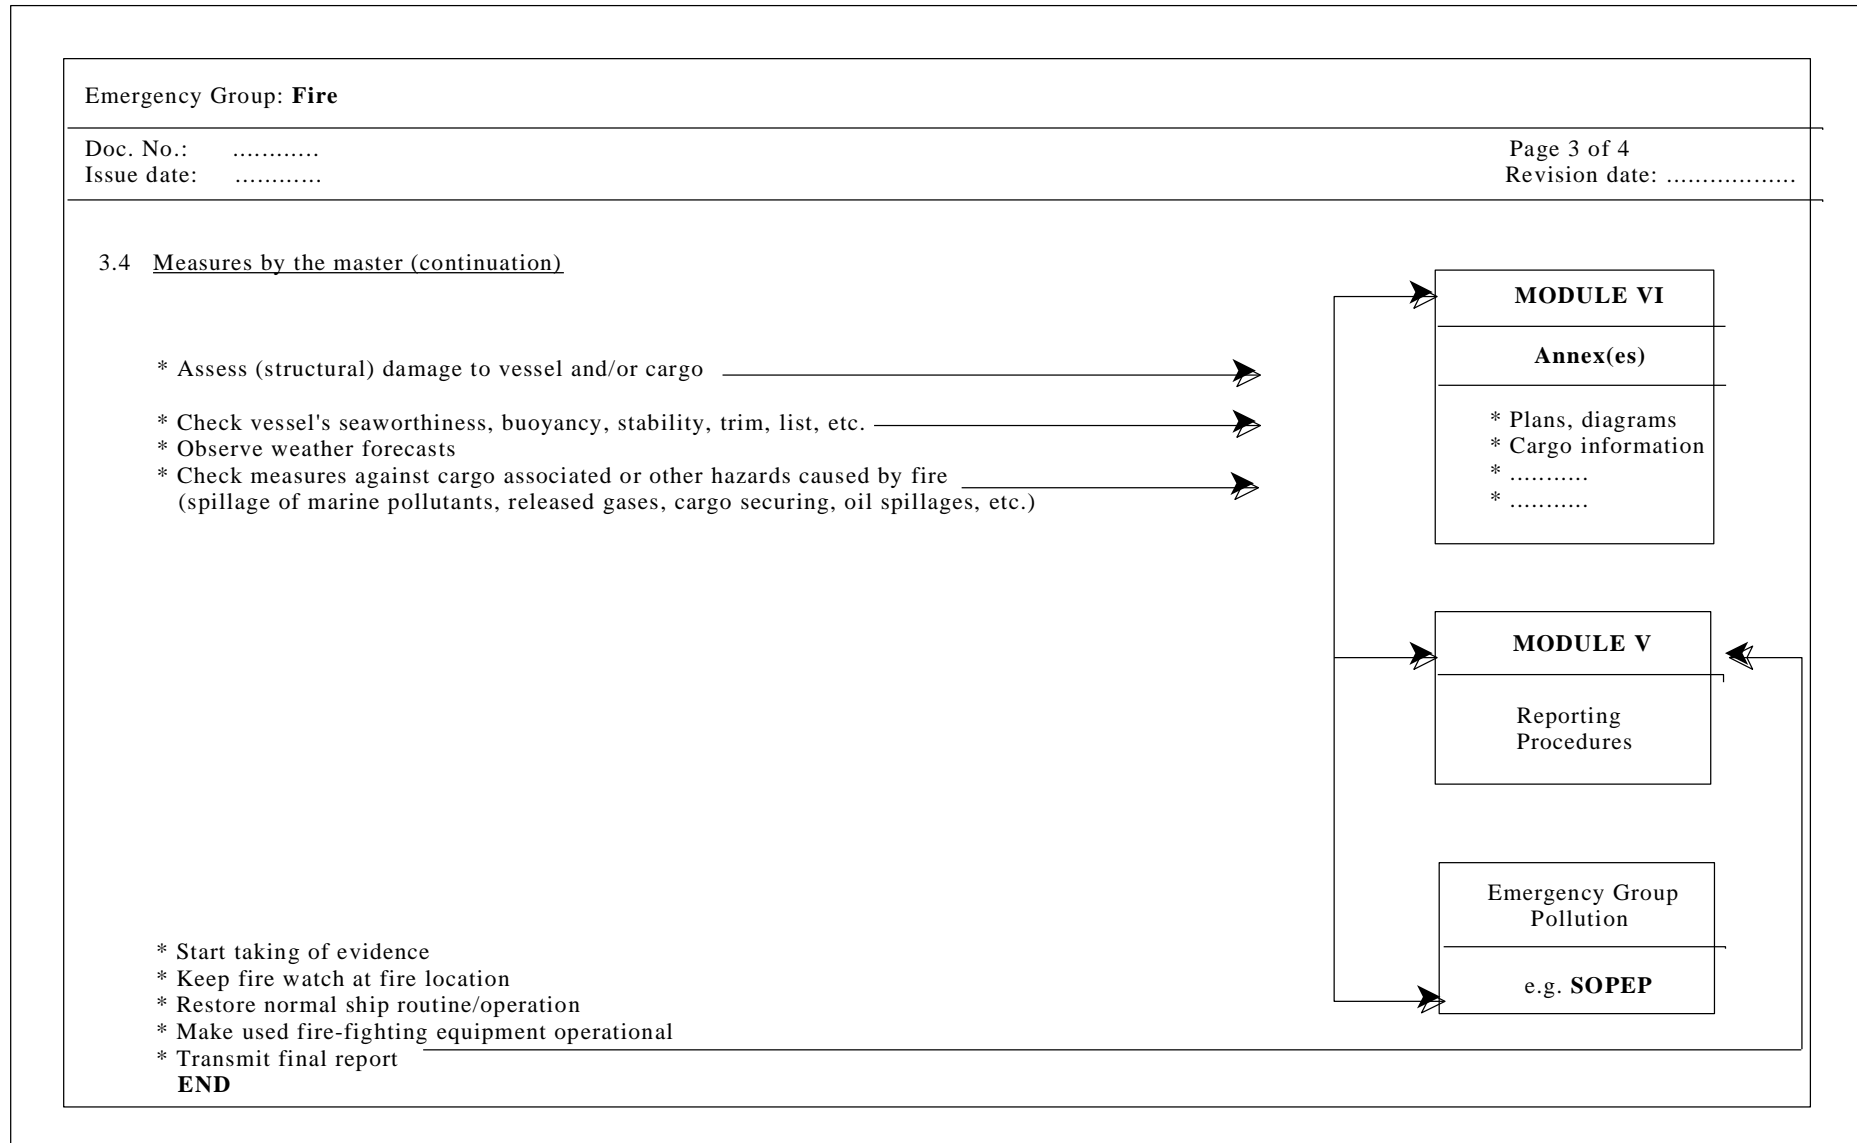 Emergency Group: Fire
Doc. No.: ............
Page 3 of 4
Issue date: ............
Revision date: ..................
3.4 Measures by the master (continuation)
* Assess (structural) damage to vessel and/or cargo
* Check vessel's seaworthiness, buoyancy, stability, trim, list, etc.
* Observe weather forecasts
* Check measures against cargo associated or other hazards caused by fire
(spillage of marine pollutants, released gases, cargo securing, oil spillages, etc.)
* Start taking of evidence
* Keep fire watch at fire location
* Restore normal ship routine/operation
* Make used fire-fighting equipment operational
* Transmit final report
END
MODULE VI
Annex(es)
* Plans, diagrams
* Cargo information
* ...........
* ...........
MODULE V
Reporting
Procedures
Emergency Group
Pollution
e.g. SOPEP